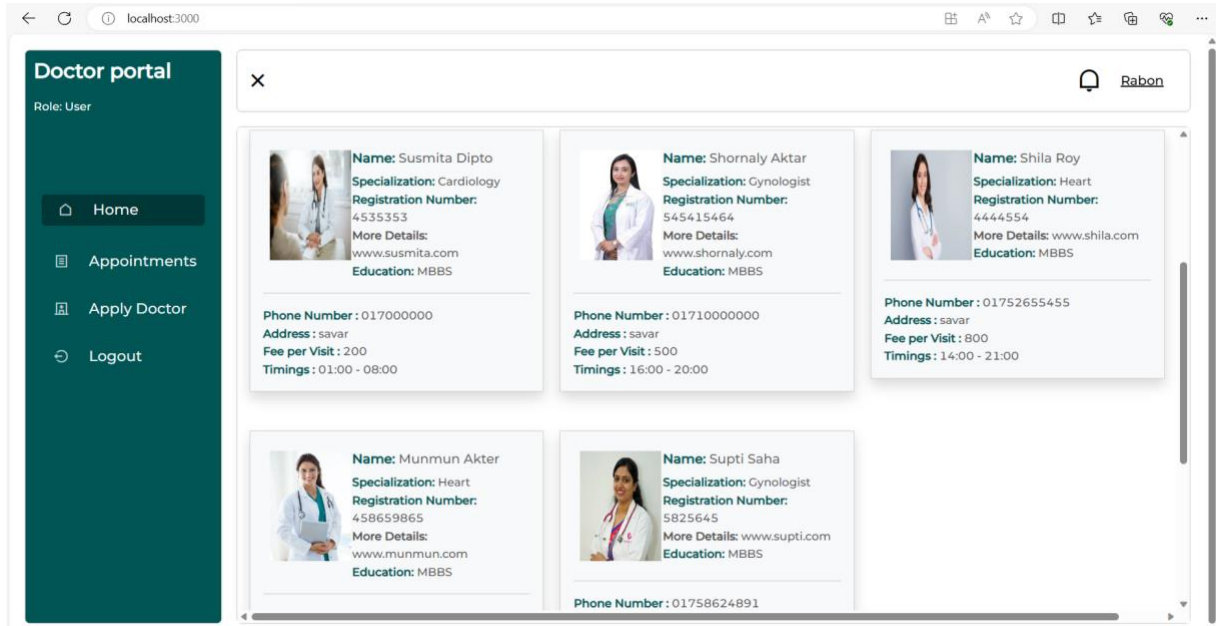 localhost:3000
Doctor portal
Role: User
Home
Appointments
Apply Doctor
Logout
Rabon
Name: Susmita Dipto
Specialization: Cardiology
Registration Number:
4535353
More Details:
www.susmita.com
Education: MBBS
Phone Number : 017000000
Address : savar
Fee per Visit : 200
Timings : 01:00 - 08:00
Name: Shornaly Aktar
Specialization: Gynologist
Registration Number:
545415464
More Details:
www.shornaly.com
Education: MBBS
Phone Number : 01710000000
Address : savar
Fee per Visit : 500
Timings : 16:00 - 20:00
Name: Shila Roy
Specialization: Heart
Registration Number:
4444554
More Details: www.shila.com
Education: MBBS
Phone Number : 01752655455
Address : savar
Fee per Visit : 800
Timings : 14:00 - 21:00
Name: Munmun Akter
Specialization: Heart
Registration Number:
458659865
More Details:
www.munmun.com
Education: MBBS
Name: Supti Saha
Specialization: Gynologist
Registration Number:
5825645
More Details: www.supti.com
Education: MBBS
Phone Number : 01758624891